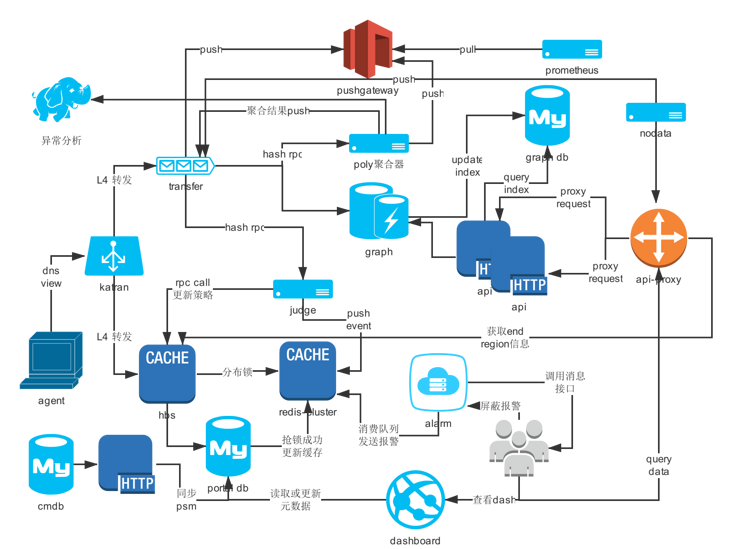 push
pull
pushgateway
prometheus
push
push
My
聚合结果push
异常分析
nodata
hash rpc
poly聚合器
update
index
graph db
L4 转发
transfer
query
index
proxy
request
hash rpc
graph
dns
view
katran
HTTP
api
HTTP
api
proxy
request
api-proxy
rpc call
更新策略
judge
push
event
L4 转发
获取end
region信息
CACHE
CACHE
分布锁
调用消息
接口
agent
hbs
redis-cluster
alarm
屏蔽报警
消费队列
发送报警
My
My
抢锁成功
更新缓存
query
data
HTTP
同步
psm
portal db
读取或更新
元数据
查看dash
cmdb
dashboard